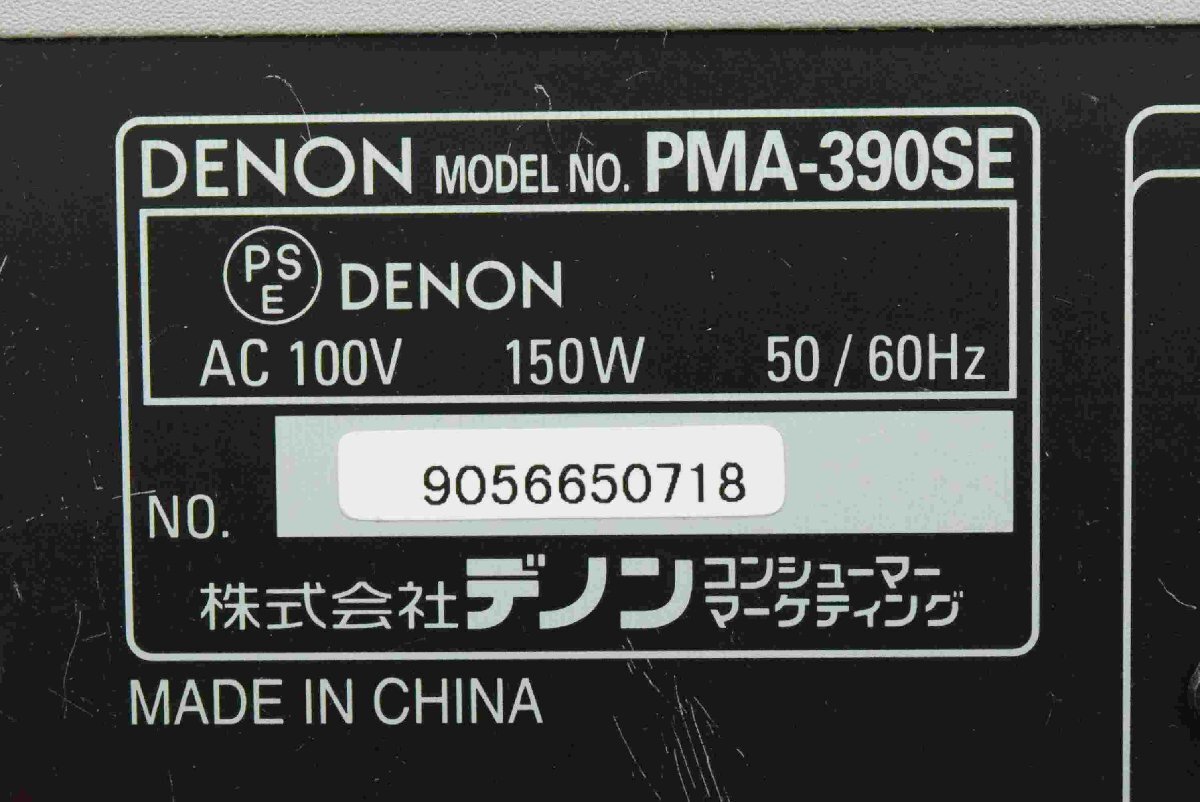 DENON MODEL NO. PMA-390SE
PS
E
DENON
AC 100V 150W 50 / 60Hz
NO. 9056650718
株式会社デノン コンシューマー
マーケティング
MADE IN CHINA